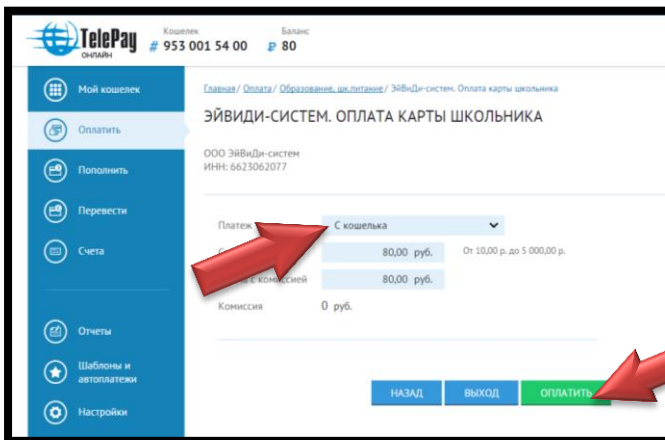 TelePay
ОНЛАЙН
Кошелек
# 953 001 54 00
Баланс
₽ 80
Мой кошелек
Оплатить
Пополнить
Перевести
Счета
Отчеты
Шаблоны и
автоплатежи
Настройки
Главная / Оплата / Образование, шк.питание / ЭйВиДи-систем. Оплата карты школьника
ЭЙВИДИ-СИСТЕМ. ОПЛАТА КАРТЫ ШКОЛЬНИКА
ООО ЭйВиДи-систем
ИНН: 6623062077
Платеж С кошелька
80,00 руб. От 10,00 р. до 5 000,00 р.
с комиссией 80,00 руб.
Комиссия 0 руб.
НАЗАД ВЫХОД ОПЛАТИТЬ